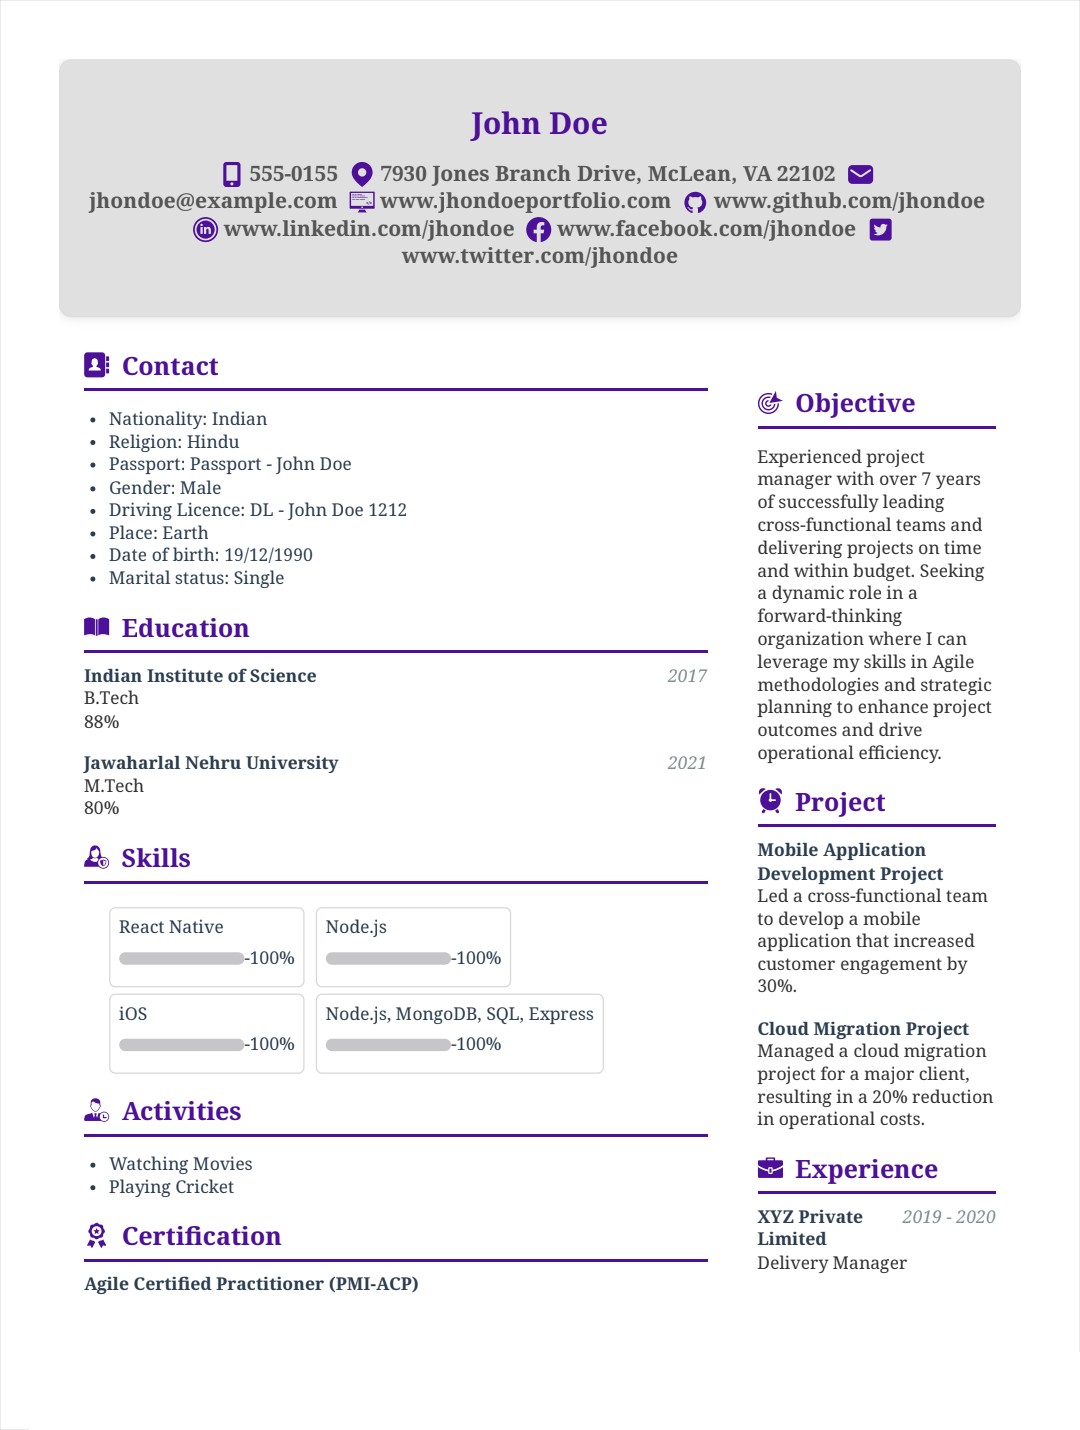 John Doe
555-0155 7930 Jones Branch Drive, McLean, VA 22102
jhondoe@example.com www.jhondoeportfolio.com www.github.com/jhondoe
www.linkedin.com/jhondoe www.facebook.com/jhondoe
www.twitter.com/jhondoe
Contact
• Nationality: Indian
• Religion: Hindu
• Passport: Passport - John Doe
• Gender: Male
• Driving Licence: DL - John Doe 1212
• Place: Earth
• Date of birth: 19/12/1990
• Marital status: Single
Education
Indian Institute of Science 2017
B.Tech
88%
Jawaharlal Nehru University 2021
M.Tech
80%
Skills
React Native
-100%
Node.js
-100%
iOS
-100%
Node.js, MongoDB, SQL, Express
-100%
Activities
• Watching Movies
• Playing Cricket
Certification
Agile Certified Practitioner (PMI-ACP)
Objective
Experienced project
manager with over 7 years
of successfully leading
cross-functional teams and
delivering projects on time
and within budget. Seeking
a dynamic role in a
forward-thinking
organization where I can
leverage my skills in Agile
methodologies and strategic
planning to enhance project
outcomes and drive
operational efficiency.
Project
Mobile Application
Development Project
Led a cross-functional team
to develop a mobile
application that increased
customer engagement by
30%.
Cloud Migration Project
Managed a cloud migration
project for a major client,
resulting in a 20% reduction
in operational costs.
Experience
XYZ Private 2019 - 2020
Limited
Delivery Manager